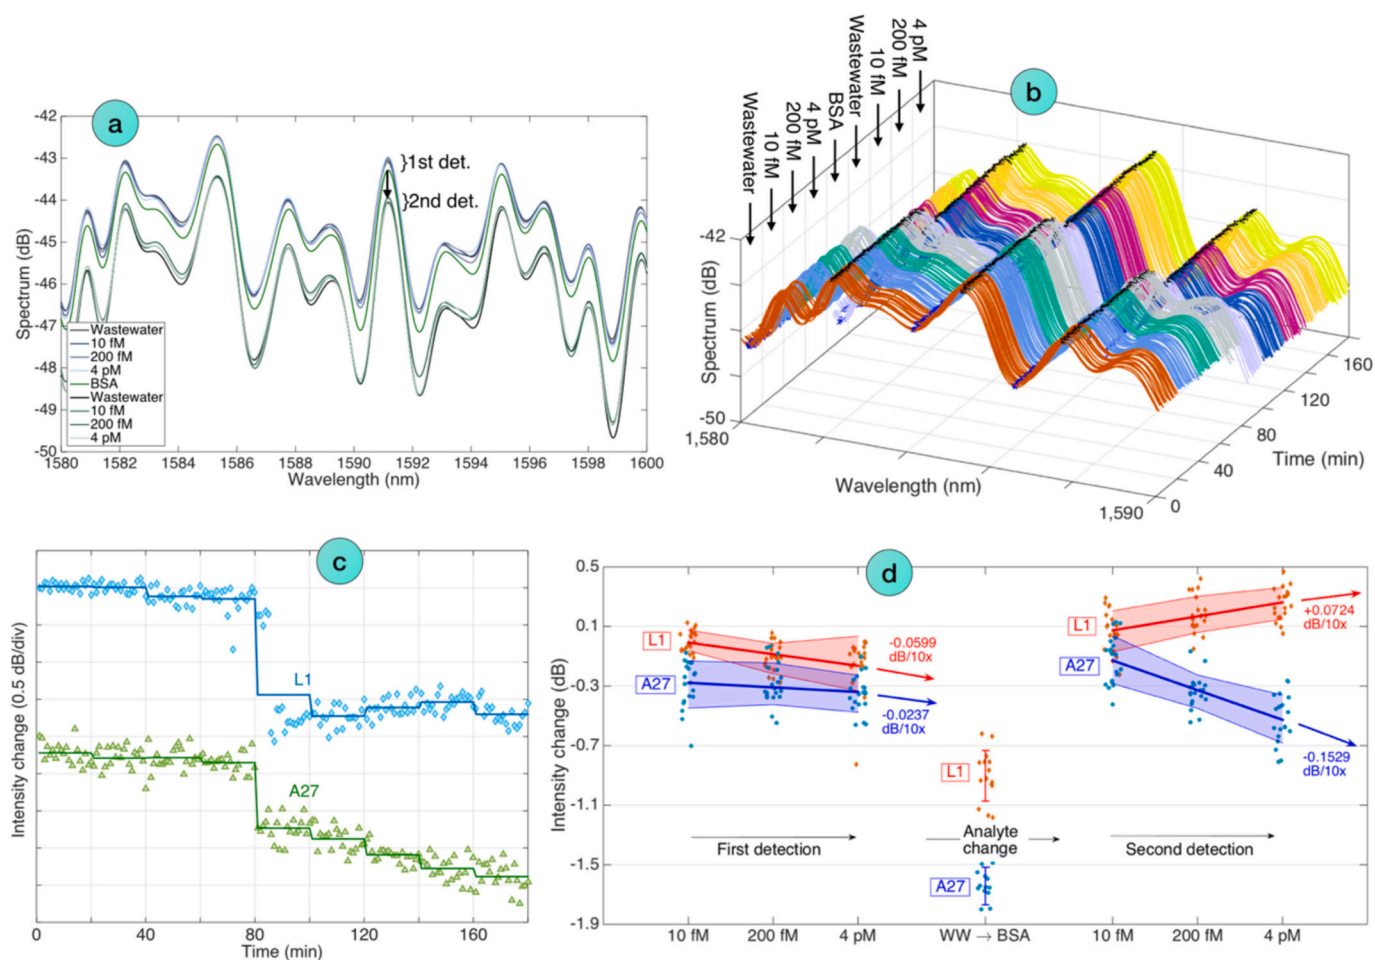 a
-42
-43
-44
-45
-46
-47
-48
-49
-50
Spectrum (dB)
}1st det.
}2nd det.
Wastewater
10 fM
200 fM
4 pM
BSA
Wastewater
10 fM
200 fM
4 pM
1580 1582 1584 1586 1588 1590 1592 1594 1596 1598 1600
Wavelength (nm)
b
Wastewater
10 fM
200 fM
4 pM
BSA
Wastewater
10 fM
200 fM
4 pM
-42
-50
Spectrum (dB)
1,580
1,590
Wavelength (nm)
0
40
80
120
160
Time (min)
c
Intensity change (0.5 dB/div)
L1
A27
0 40 80 120 160
Time (min)
d
0.5
0.1
-0.3
-0.7
-1.1
-1.5
-1.9
Intensity change (dB)
L1
A27
-0.0599
dB/10x
-0.0237
dB/10x
First detection
L1
Analyte
change
A27
L1
A27
+0.0724
dB/10x
-0.1529
dB/10x
Second detection
10 fM 200 fM 4 pM WW → BSA 10 fM 200 fM 4 pM